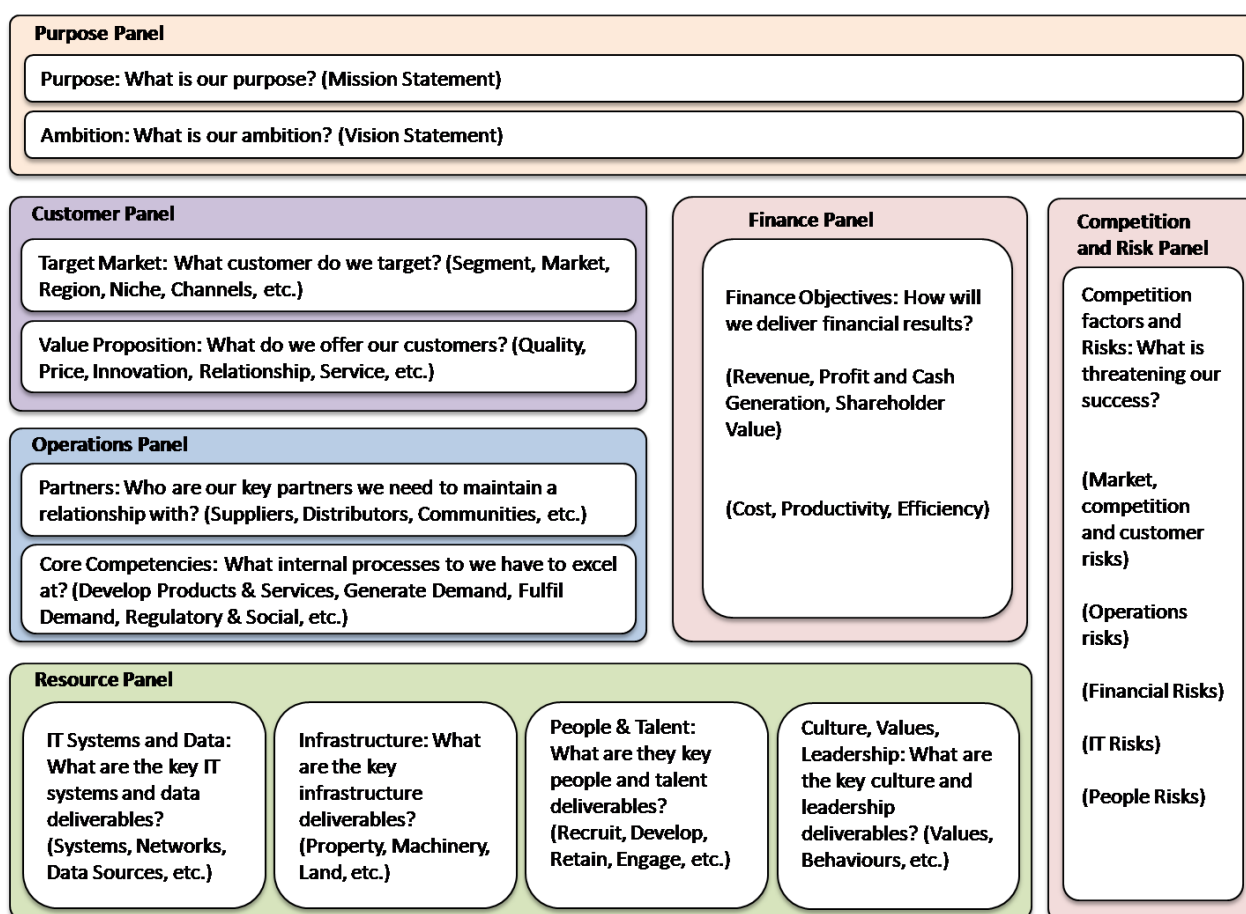 Purpose Panel
Purpose: What is our purpose? (Mission Statement)
Ambition: What is our ambition? (Vision Statement)
Customer Panel
Target Market: What customer do we target? (Segment, Market,
Region, Niche, Channels, etc.)
Value Proposition: What do we offer our customers? (Quality,
Price, Innovation, Relationship, Service, etc.)
Operations Panel
Partners: Who are our key partners we need to maintain a
relationship with? (Suppliers, Distributors, Communities, etc.)
Core Competencies: What internal processes to we have to excel
at? (Develop Products & Services, Generate Demand, Fulfil
Demand, Regulatory & Social, etc.)
Finance Panel
Finance Objectives: How will
we deliver financial results?
(Revenue, Profit and Cash
Generation, Shareholder
Value)
(Cost, Productivity, Efficiency)
Competition
and Risk Panel
Competition
factors and
Risks: What is
threatening our
success?
(Market,
competition
and customer
risks)
(Operations
risks)
(Financial Risks)
(IT Risks)
(People Risks)
Resource Panel
IT Systems and Data:
What are the key IT
systems and data
deliverables?
(Systems, Networks,
Data Sources, etc.)
Infrastructure: What
are the key
infrastructure
deliverables?
(Property, Machinery,
Land, etc.)
People & Talent:
What are they key
people and talent
deliverables?
(Recruit, Develop,
Retain, Engage, etc.)
Culture, Values,
Leadership: What are
the key culture and
leadership
deliverables? (Values,
Behaviours, etc.)